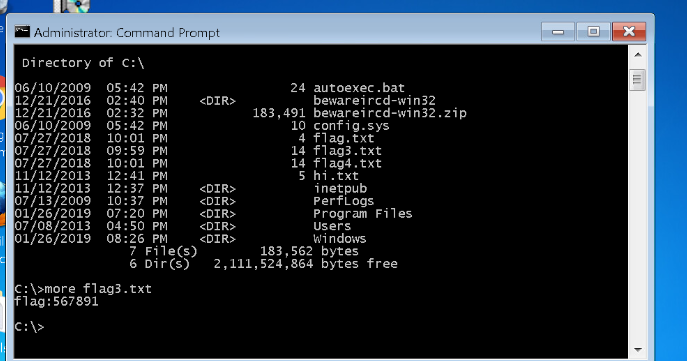 Administrator: Command Prompt
Directory of C:\
06/10/2009  05:42 PM                24 autoexec.bat
12/21/2016  02:40 PM    <DIR>          bewareircd-win32
12/21/2016  02:32 PM           183,491 bewareircd-win32.zip
06/10/2009  05:42 PM                10 config.sys
07/27/2018  10:01 PM                 4 flag.txt
07/27/2018  09:59 PM                14 flag3.txt
07/27/2018  10:01 PM                14 flag4.txt
11/12/2013  12:41 PM                 5 hi.txt
11/12/2013  12:37 PM    <DIR>          inetpub
07/13/2009  10:37 PM    <DIR>          PerfLogs
01/26/2019  07:20 PM    <DIR>          Program Files
07/08/2013  04:50 PM    <DIR>          Users
01/26/2019  08:26 PM    <DIR>          Windows
7 File(s)        183,562 bytes
6 Dir(s)   2,111,524,864 bytes free
C:\>more flag3.txt
flag:567891
C:\>